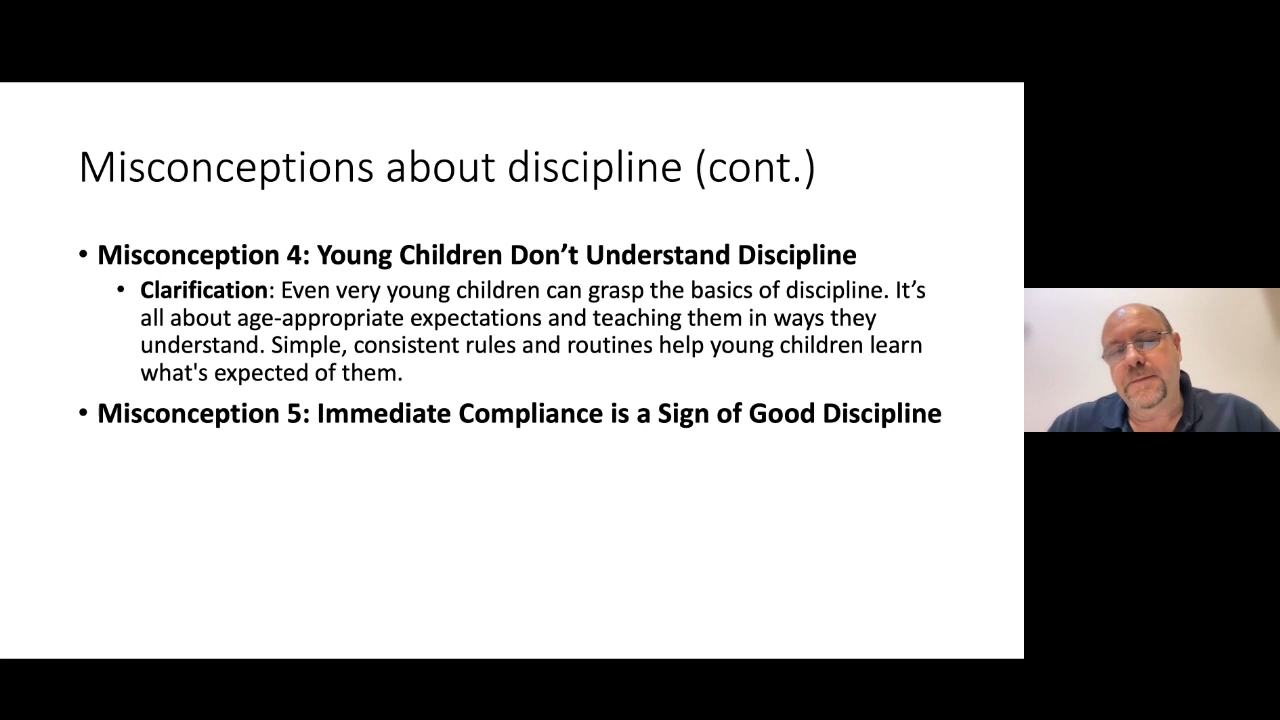 Misconceptions about discipline (cont.)
• Misconception 4: Young Children Don’t Understand Discipline
• Clarification: Even very young children can grasp the basics of discipline. It’s
all about age-appropriate expectations and teaching them in ways they
understand. Simple, consistent rules and routines help young children learn
what's expected of them.
• Misconception 5: Immediate Compliance is a Sign of Good Discipline